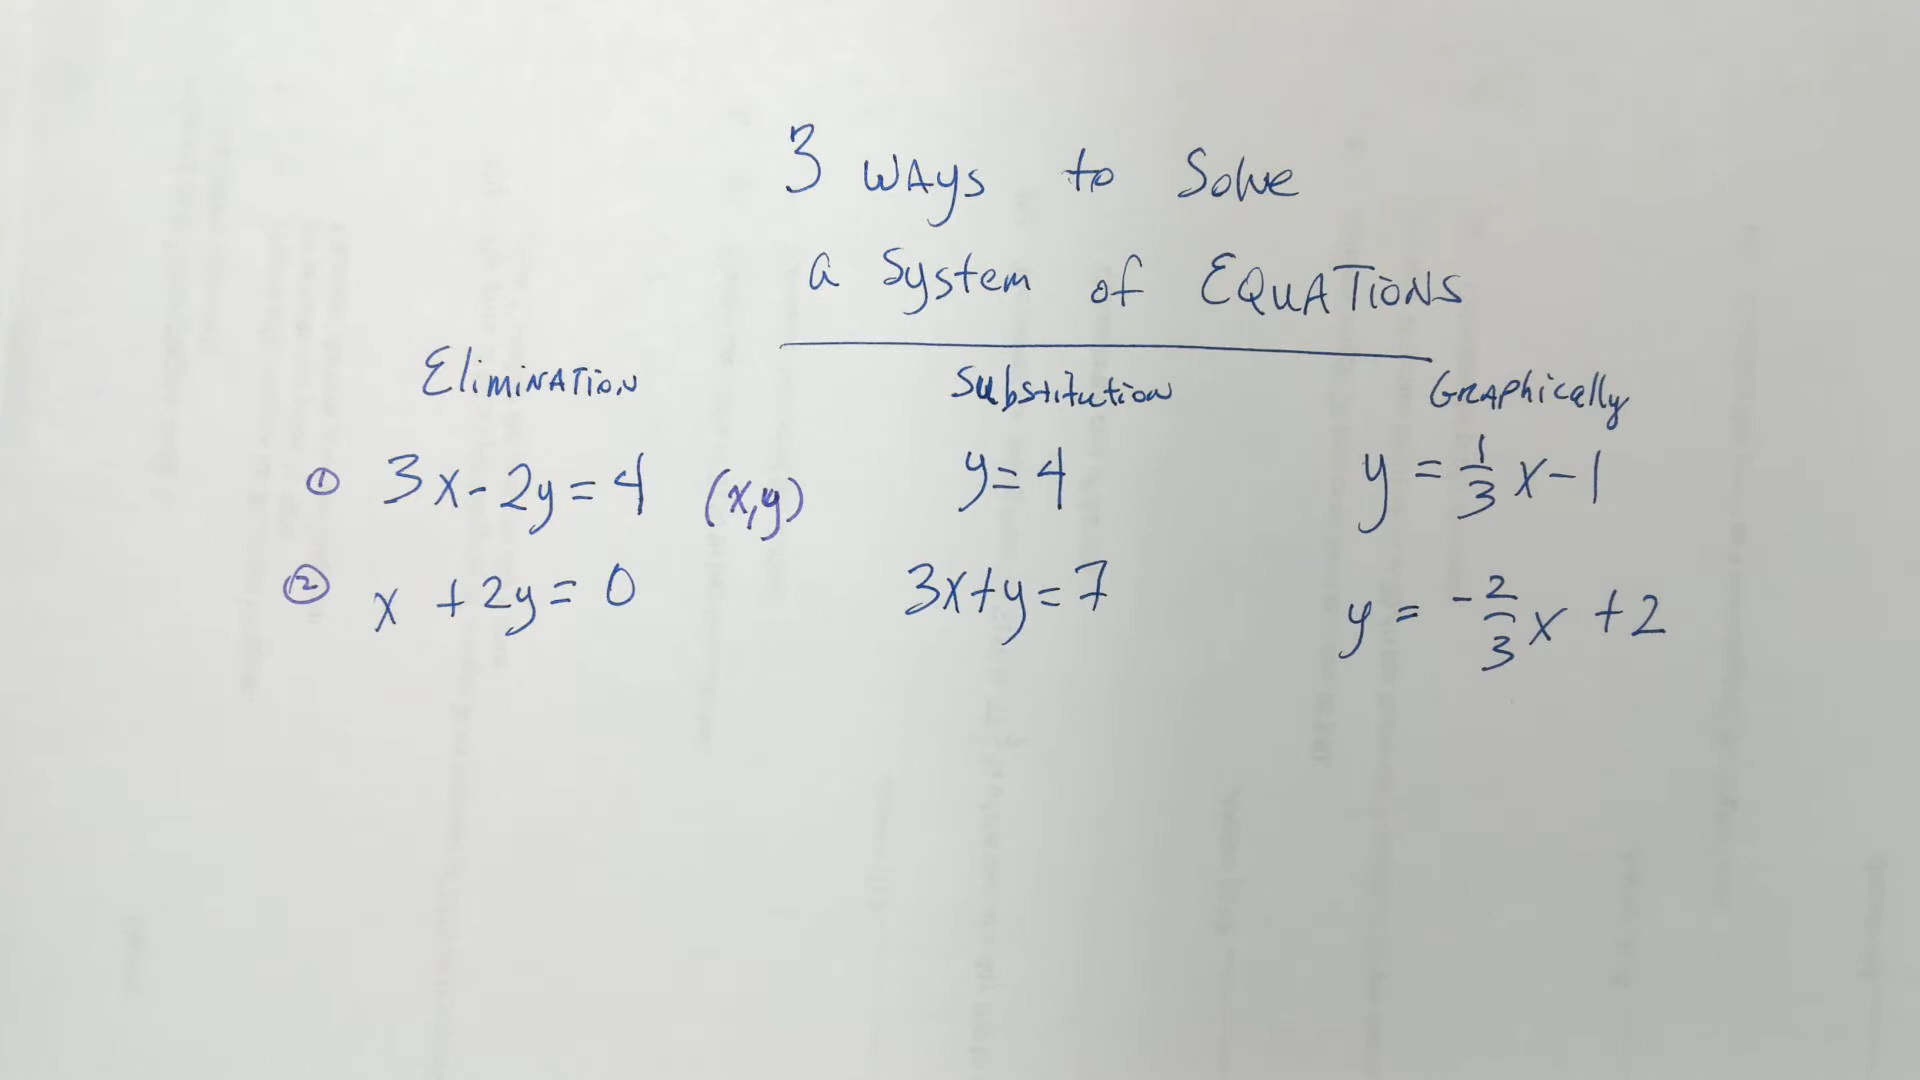 3 WAys to Solve
a System of EQUATIONS
EliMiNATioN
① 3x-2y=4 (x,y)
② x +2y= 0
Substitution
y=4
3x+y=7
GRAPhically
y = 1/3 x-1
y = -2/3 x +2